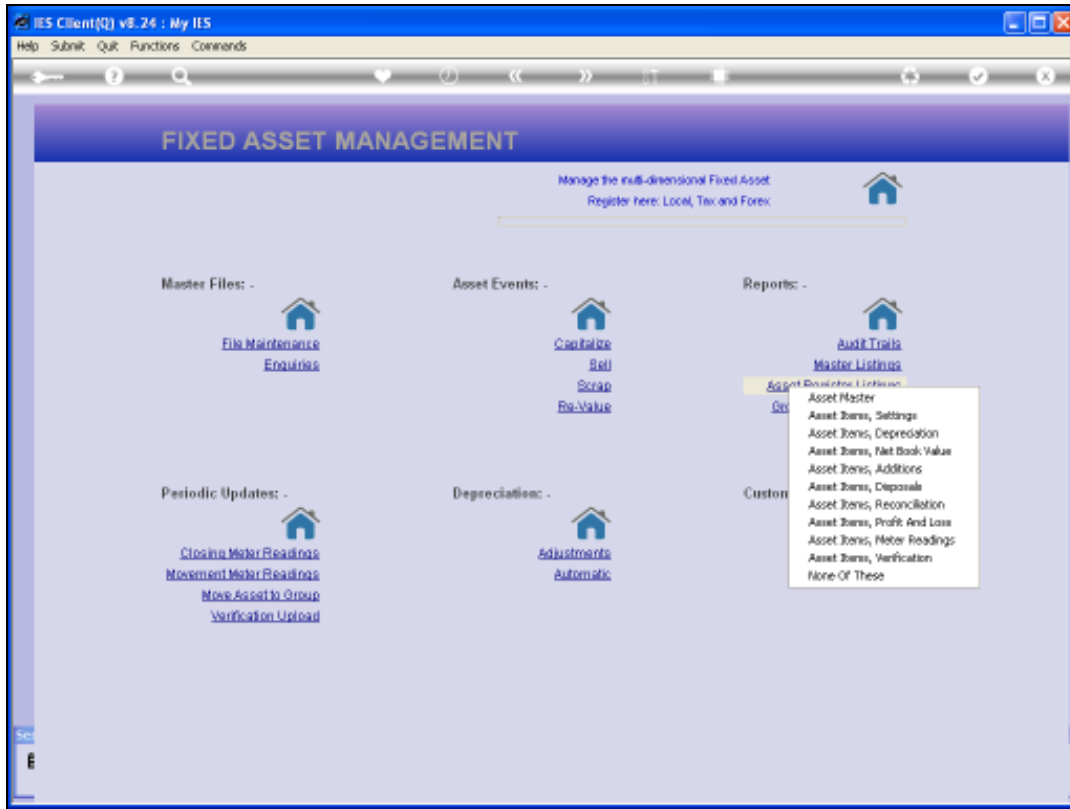 IES Client(Q) v8.24 : My IES
Help Submit Quit Functions Commands
FIXED ASSET MANAGEMENT
Manage the multi-dimensional Fixed Asset
Register here: Local, Tax and Forex
Master Files: -
File Maintenance
Enquiries
Asset Events: -
Capitalize
Sell
Scrap
Re-Value
Reports: -
Audit Trails
Master Listings
Asset Register Listings
Asset Master
Asset Items, Settings
Asset Items, Depreciation
Asset Items, Net Book Value
Asset Items, Additions
Asset Items, Disposals
Asset Items, Reconciliation
Asset Items, Profit And Loss
Asset Items, Meter Readings
Asset Items, Verification
None Of These
Periodic Updates: -
Closing Meter Readings
Movement Meter Readings
Move Asset to Group
Verification Upload
Depreciation: -
Adjustments
Automatic
Custom